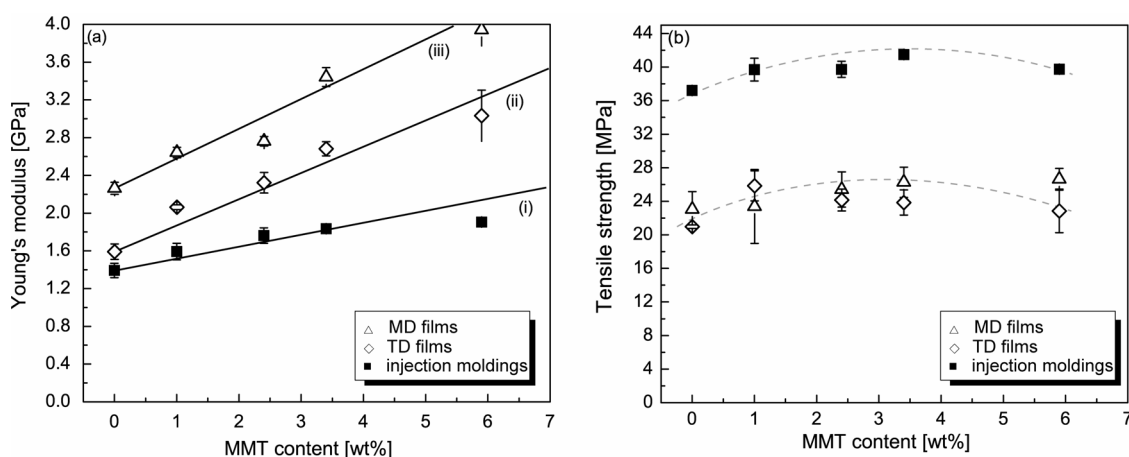 (a)
Young's modulus [GPa]
4.0
3.6
3.2
2.8
2.4
2.0
1.6
1.2
0.8
0.4
0.0
(iii)
(ii)
(i)
MD films
TD films
injection moldings
0 1 2 3 4 5 6 7
MMT content [wt%]
(b)
Tensile strength [MPa]
44
40
36
32
28
24
20
16
12
8
4
0
MD films
TD films
injection moldings
0 1 2 3 4 5 6 7
MMT content [wt%]